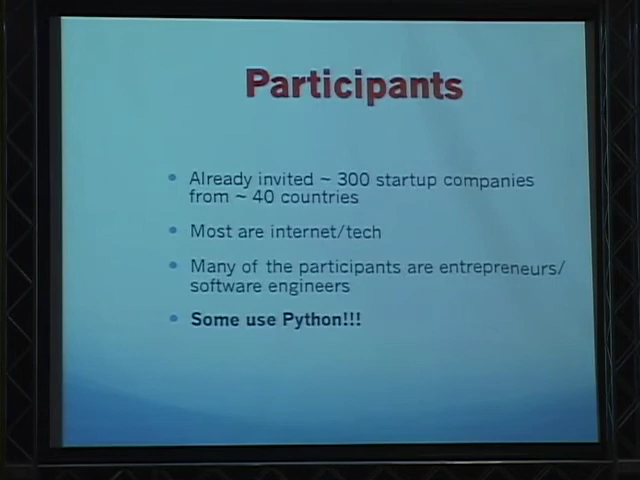 Participants
• Already invited ~ 300 startup companies
from ~ 40 countries
• Most are internet/tech
• Many of the participants are entrepreneurs/
software engineers
• Some use Python!!!